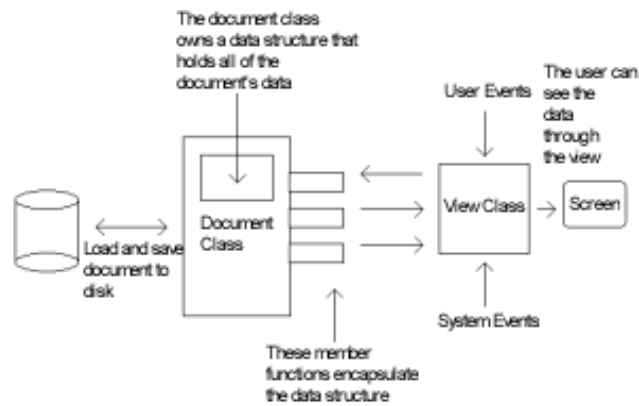 The document class
owns a data structure that
holds all of the
document's data
User Events
The user can
see the
data
through
the view
Document
Class
View Class
Screen
Load and save
document to
disk
System Events
These member
functions encapsulate
the data structure